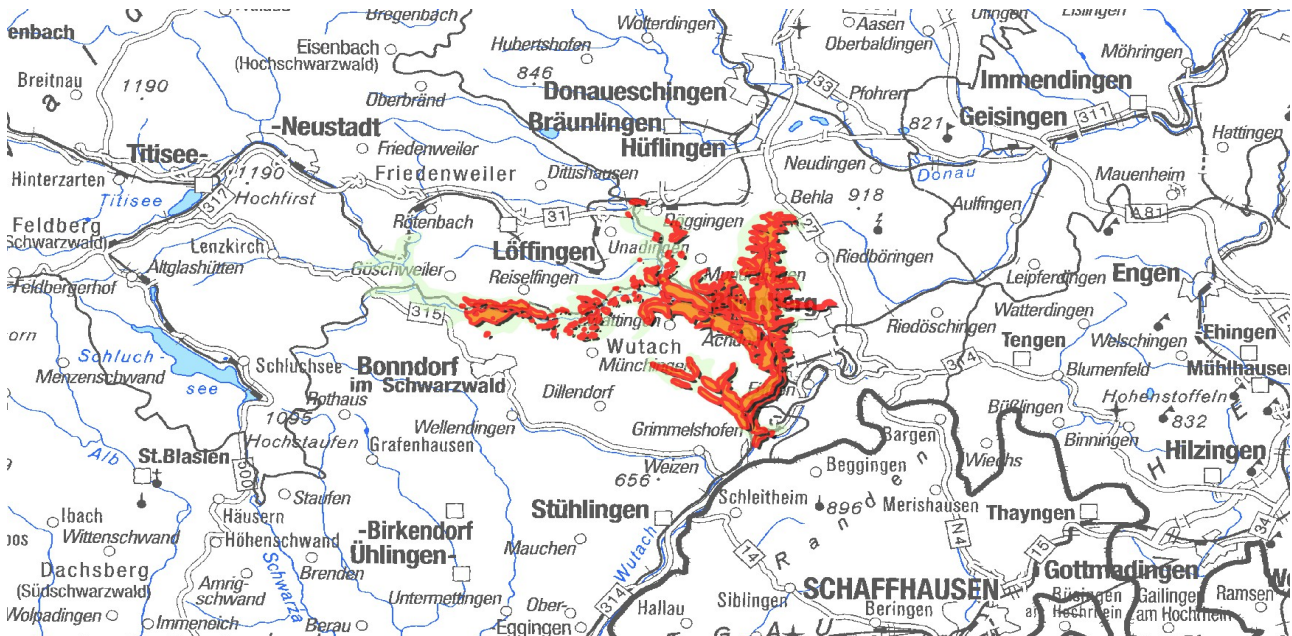 enbach
Breitnau
1190
Eisenbach
(Hochschwarzwald)
Bregenbach
Hubertshofen
846
Wolterdingen
Aasen
Oberbaldingen
Möhringen
Oberbränd
Donaueschingen
33
Pfohren
Immendingen
Geisingen
311
-Neustadt
Bräunlingen
Hüflingen
821
Hattingen
Titisee-
Friedenweiler
Friedenweiler
Dittishausen
Neudingen
Donau
Mauenheim
Hinterzarten
1190
Hochfirst
Titisee
317
Behla
918
Aulfingen
A81
Feldberg
Schwarzwald)
Rötenbach
31
Döggingen
27
Lenzkirch
Löffingen
Unadingen
Riedböringen
Leipferdingen
Engen
Feldbergerhof
Altglashütten
Göschweiler
Reiselfingen
315
Watterdingen
Riedöschingen
Welschingen
Ehingen
orn
Wutach
Tengen
314
Mühlhausen
Schluch-
see
Schluchsee
Menzenschwand
Bonndorf
im Schwarzwald
Münchingen
Blumenfeld
Rothaus
Dillendorf
Büßlingen
Hohenstoffeln
832
1095
Hochstaufen
Wellendingen
Grafenhausen
Grimmelshofen
Bargen
Binningen
Hilzingen
Alb
St.Blasien
500
Weizen
656
Beggingen
Wiechs
Staufen
Stühlingen
Schleitheim
896
Randen
Merishausen
Thayngen
Ibach
Wittenschwand
Häusern
Höhenschwand
-Birkendorf
Ühlingen-
Mauchen
Wutach
14
N4
15
34
Dachsberg
(Südschwarzwald)
Amrig-
schwand
Schwarza
Brenden
Untermettingen
314
Siblingen
SCHAFFHAUSEN
Gottmadingen
Büsingen
am Hochrhein
Gailingen
am Hochrhein
Ramsen
Wolpadingen
Immeneich
Berau
Ober-
Eggingen
Hallau
Beringen